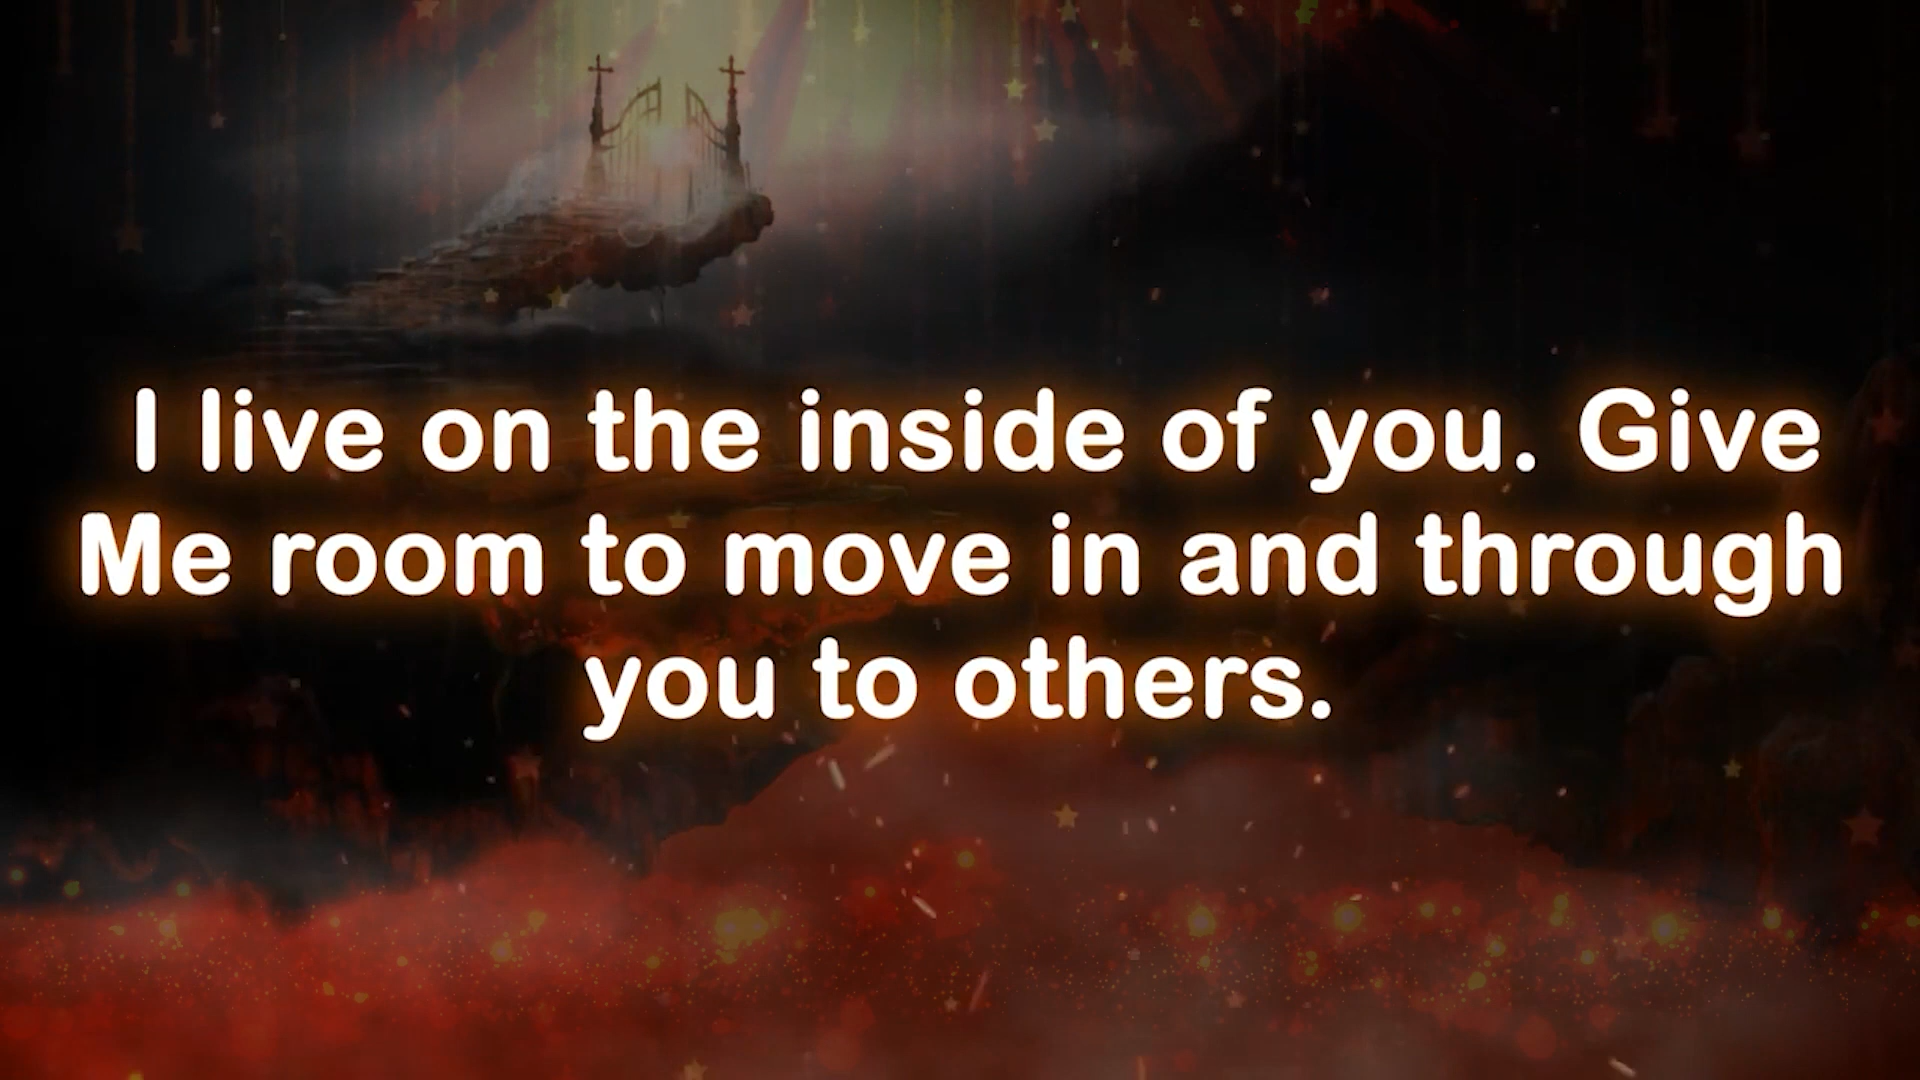 I live on the inside of you. Give
Me room to move in and through
you to others.